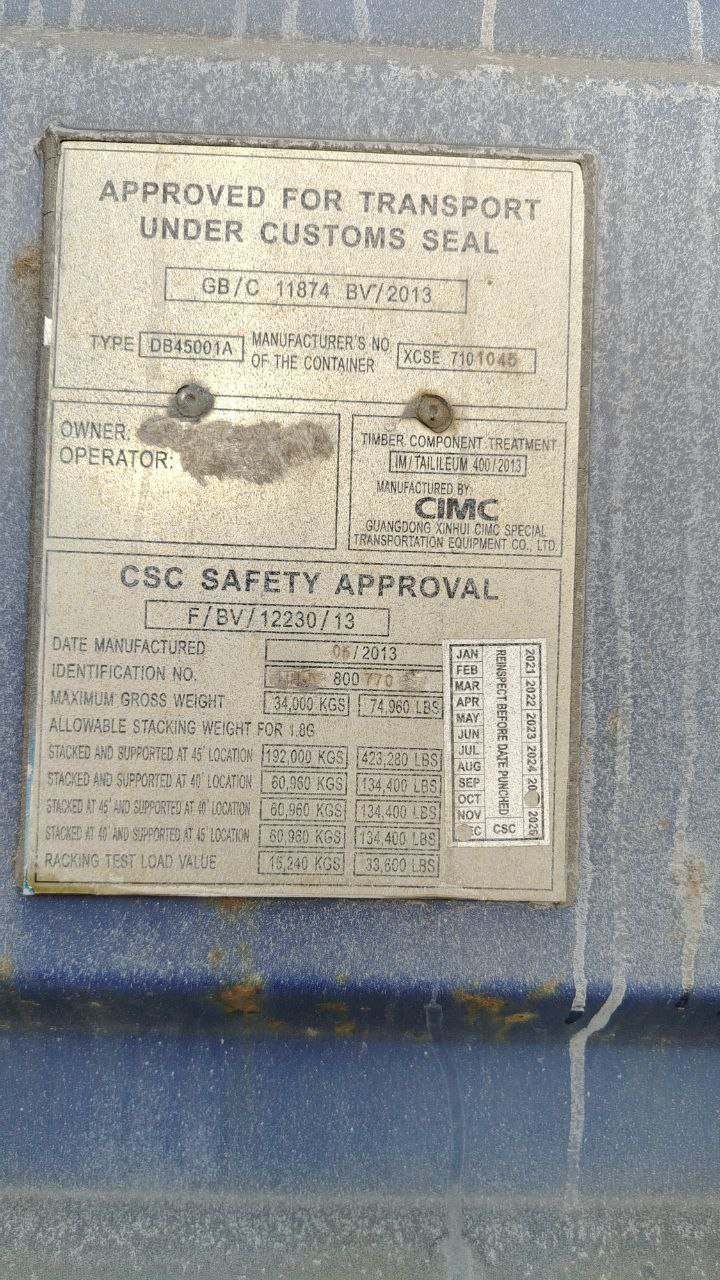 APPROVED FOR TRANSPORT
UNDER CUSTOMS SEAL
GB/C 11874 BV/2013
TYPE DB45001A
MANUFACTURER'S NO.
OF THE CONTAINER
XCSE 7101045
OWNER:
OPERATOR:
TIMBER COMPONENT TREATMENT
IM/TAILILEUM 400/2013
MANUFACTURED BY:
CIMC
GUANGDONG XINHUI CIMC SPECIAL
TRANSPORTATION EQUIPMENT CO., LTD.
CSC SAFETY APPROVAL
F/BV/12230/13
DATE MANUFACTURED 05/2013
IDENTIFICATION NO. 800770
MAXIMUM GROSS WEIGHT 34,000 KGS 74,960 LBS
ALLOWABLE STACKING WEIGHT FOR 1.8G
STACKED AND SUPPORTED AT 45' LOCATION 192,000 KGS 423,280 LBS
STACKED AND SUPPORTED AT 40' LOCATION 60,960 KGS 134,400 LBS
STACKED AT 45' AND SUPPORTED AT 40' LOCATION 60,960 KGS 134,400 LBS
STACKED AT 40' AND SUPPORTED AT 45' LOCATION 60,960 KGS 134,400 LBS
RACKING TEST LOAD VALUE 15,240 KGS 33,600 LBS
JAN
FEB
MAR
APR
MAY
JUN
JUL
AUG
SEP
OCT
NOV
REINSPECT BEFORE DATE PUNCHED
CSC
2021 2022 2023 2024 20 2026